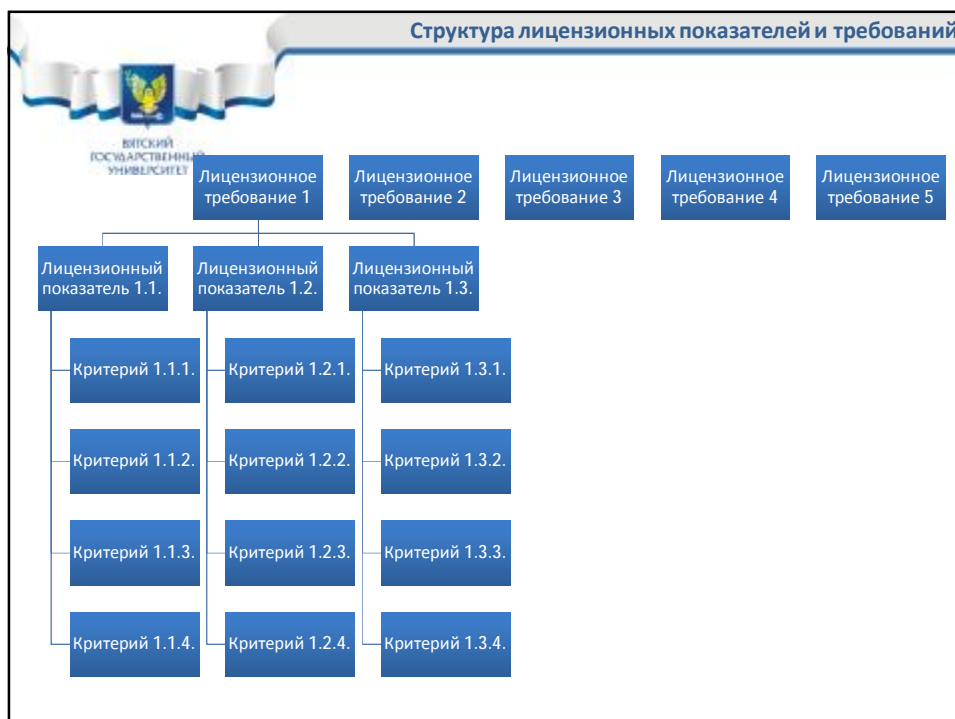 Структура лицензионных показателей и требований
ВЯТСКИЙ
ГОСУДАРСТВЕННЫЙ
УНИВЕРСИТЕТ
Лицензионное
требование 1
Лицензионное
требование 2
Лицензионное
требование 3
Лицензионное
требование 4
Лицензионное
требование 5
Лицензионный
показатель 1.1.
Лицензионный
показатель 1.2.
Лицензионный
показатель 1.3.
Критерий 1.1.1.
Критерий 1.2.1.
Критерий 1.3.1.
Критерий 1.1.2.
Критерий 1.2.2.
Критерий 1.3.2.
Критерий 1.1.3.
Критерий 1.2.3.
Критерий 1.3.3.
Критерий 1.1.4.
Критерий 1.2.4.
Критерий 1.3.4.